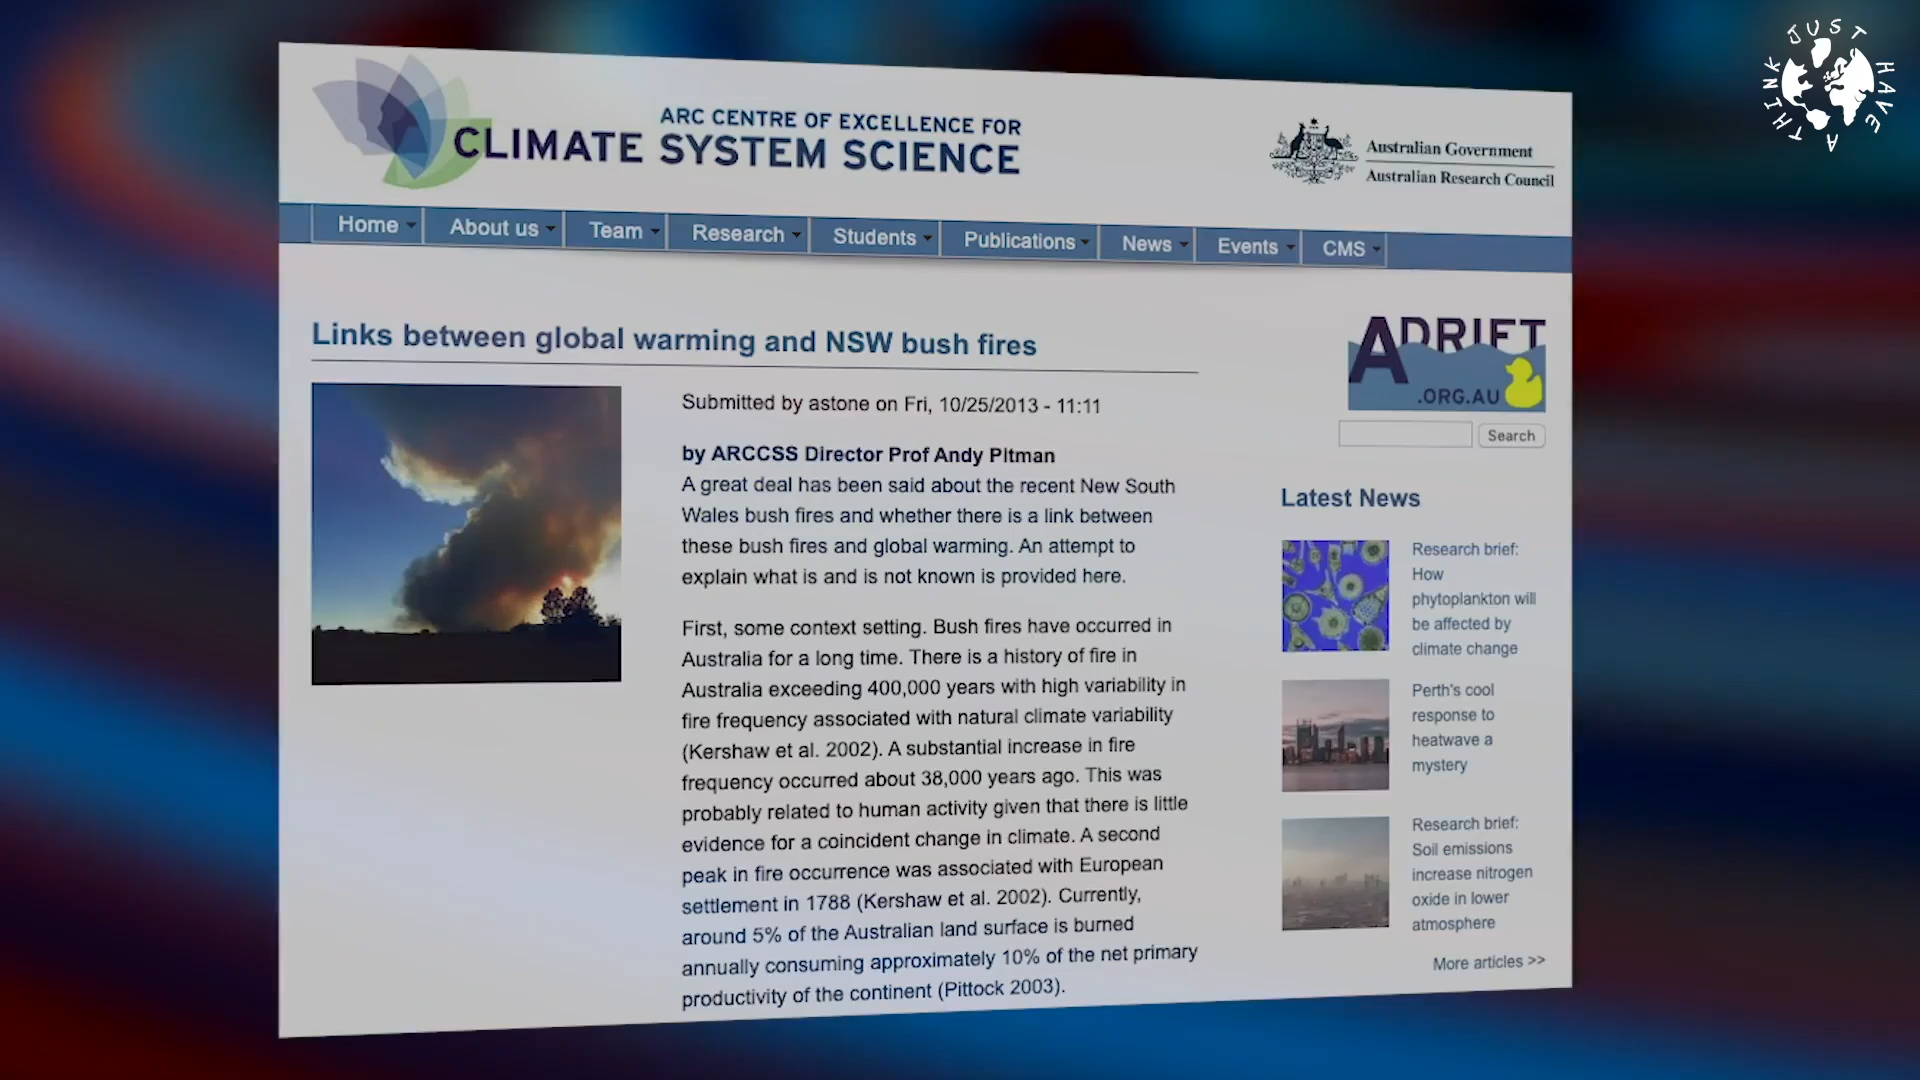 JUST HAVE A THINK
ARC CENTRE OF EXCELLENCE FOR
CLIMATE SYSTEM SCIENCE
Australian Government
Australian Research Council
Home
About us
Team
Research
Students
Publications
News
Events
CMS
Links between global warming and NSW bush fires
Submitted by astone on Fri, 10/25/2013 - 11:11
by ARCCSS Director Prof Andy Pitman
A great deal has been said about the recent New South
Wales bush fires and whether there is a link between
these bush fires and global warming. An attempt to
explain what is and is not known is provided here.
First, some context setting. Bush fires have occurred in
Australia for a long time. There is a history of fire in
Australia exceeding 400,000 years with high variability in
fire frequency associated with natural climate variability
(Kershaw et al. 2002). A substantial increase in fire
frequency occurred about 38,000 years ago. This was
probably related to human activity given that there is little
evidence for a coincident change in climate. A second
peak in fire occurrence was associated with European
settlement in 1788 (Kershaw et al. 2002). Currently,
around 5% of the Australian land surface is burned
annually consuming approximately 10% of the net primary
productivity of the continent (Pittock 2003).
ADRIFT
.ORG.AU
Search
Latest News
Research brief:
How
phytoplankton will
be affected by
climate change
Perth's cool
response to
heatwave a
mystery
Research brief:
Soil emissions
increase nitrogen
oxide in lower
atmosphere
More articles >>